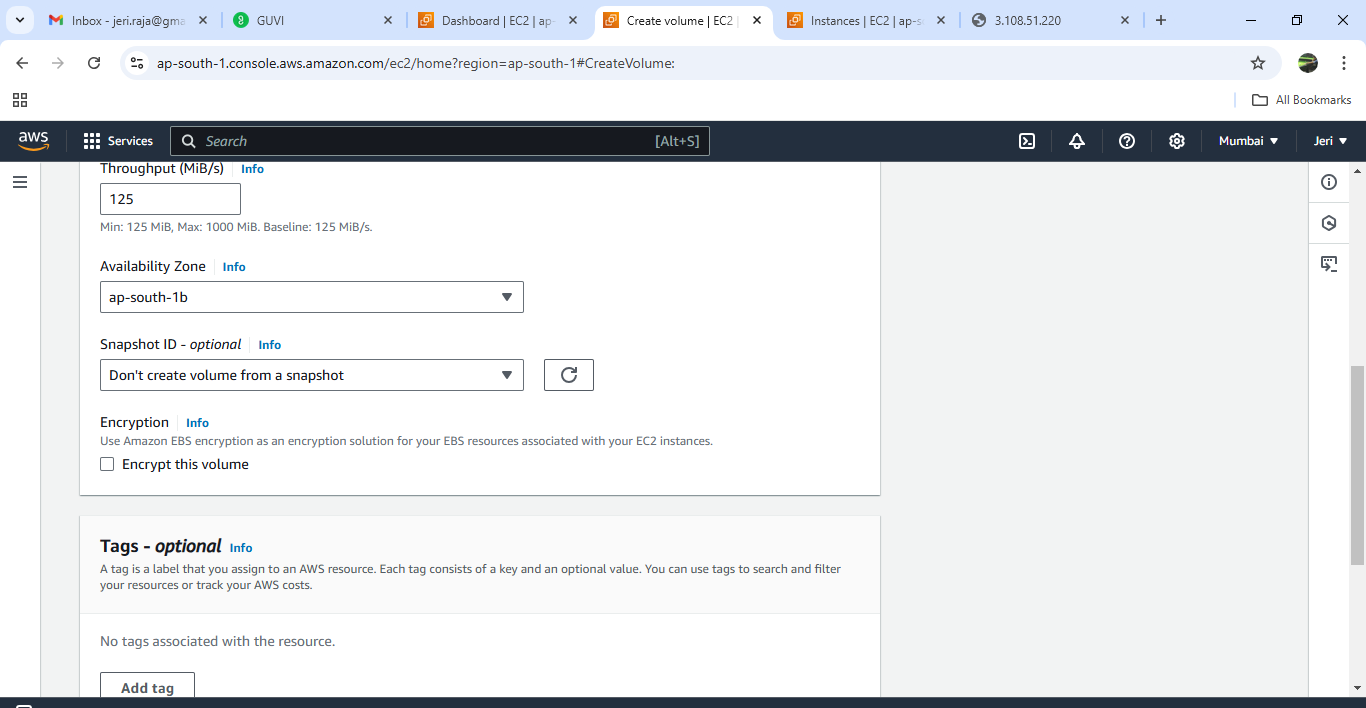 Inbox - jeri.raja@gma
GUVI
Dashboard | EC2 | ap-
Create volume | EC2
Instances | EC2 | ap-s
3.108.51.220
ap-south-1.console.aws.amazon.com/ec2/home?region=ap-south-1#CreateVolume:
All Bookmarks
aws
Services
Search
[Alt+S]
Mumbai
Jeri
Throughput (MiB/s)
Info
125
Min: 125 MiB, Max: 1000 MiB. Baseline: 125 MiB/s.
Availability Zone
Info
ap-south-1b
Snapshot ID - optional
Info
Don't create volume from a snapshot
Encryption
Info
Use Amazon EBS encryption as an encryption solution for your EBS resources associated with your EC2 instances.
Encrypt this volume
Tags - optional
Info
A tag is a label that you assign to an AWS resource. Each tag consists of a key and an optional value. You can use tags to search and filter
your resources or track your AWS costs.
No tags associated with the resource.
Add tag